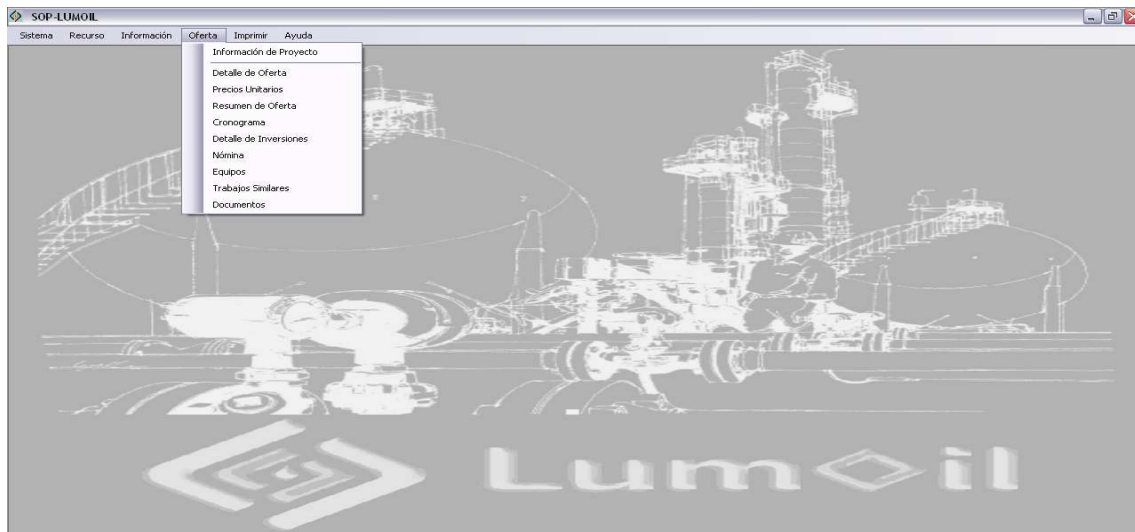 SOP-LUMOIL
Sistema Recurso Información Oferta Imprimir Ayuda
Información de Proyecto
Detalle de Oferta
Precios Unitarios
Resumen de Oferta
Cronograma
Detalle de Inversiones
Nómina
Equipos
Trabajos Similares
Documentos
Lumoil